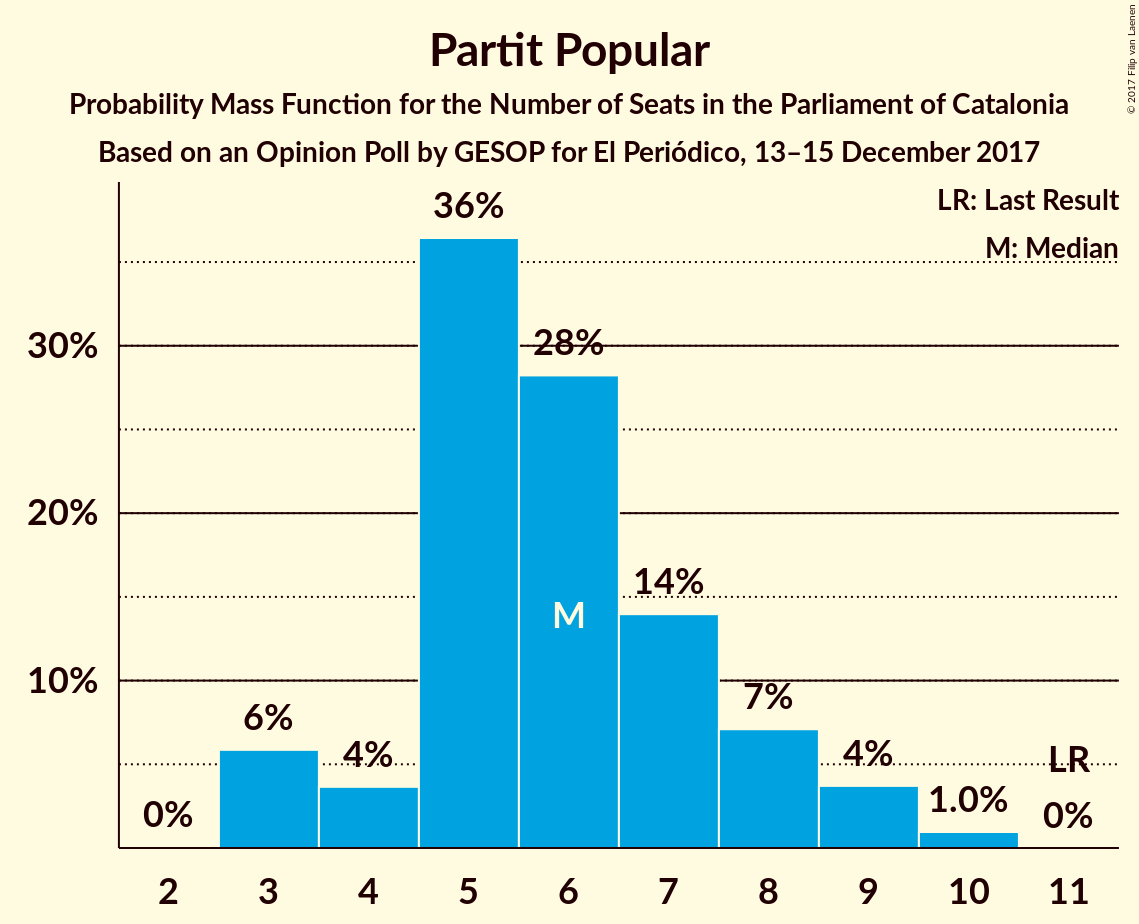 Partit Popular
Probability Mass Function for the Number of Seats in the Parliament of Catalonia
Based on an Opinion Poll by GESOP for El Periódico, 13–15 December 2017
© 2017 Filip van Laenen
LR: Last Result
M: Median
36%
28%
14%
7%
6%
4%
4%
1.0%
0%
0%
LR
M
30%
20%
10%
2 3 4 5 6 7 8 9 10 11